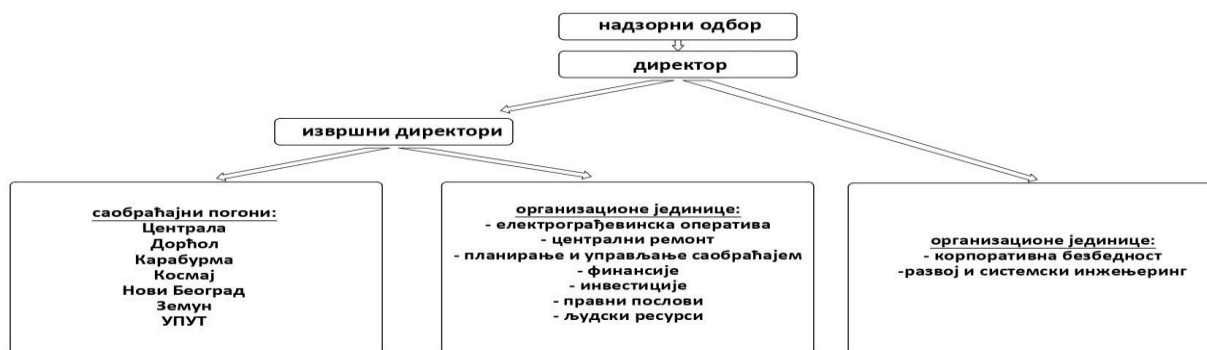 надзорни одбор
директор
извршни директори
саобраћајни погони:
Централа
Дорћол
Карабурма
Космај
Нови Београд
Земун
УПУТ
организационе јединице:
- електрограђевинска оператива
- централни ремонт
- планирање и управљање саобраћајем
- финансије
- инвестиције
- правни послови
- људски ресурси
организационе јединице:
- корпоративна безбедност
-развој и системски инжењеринг